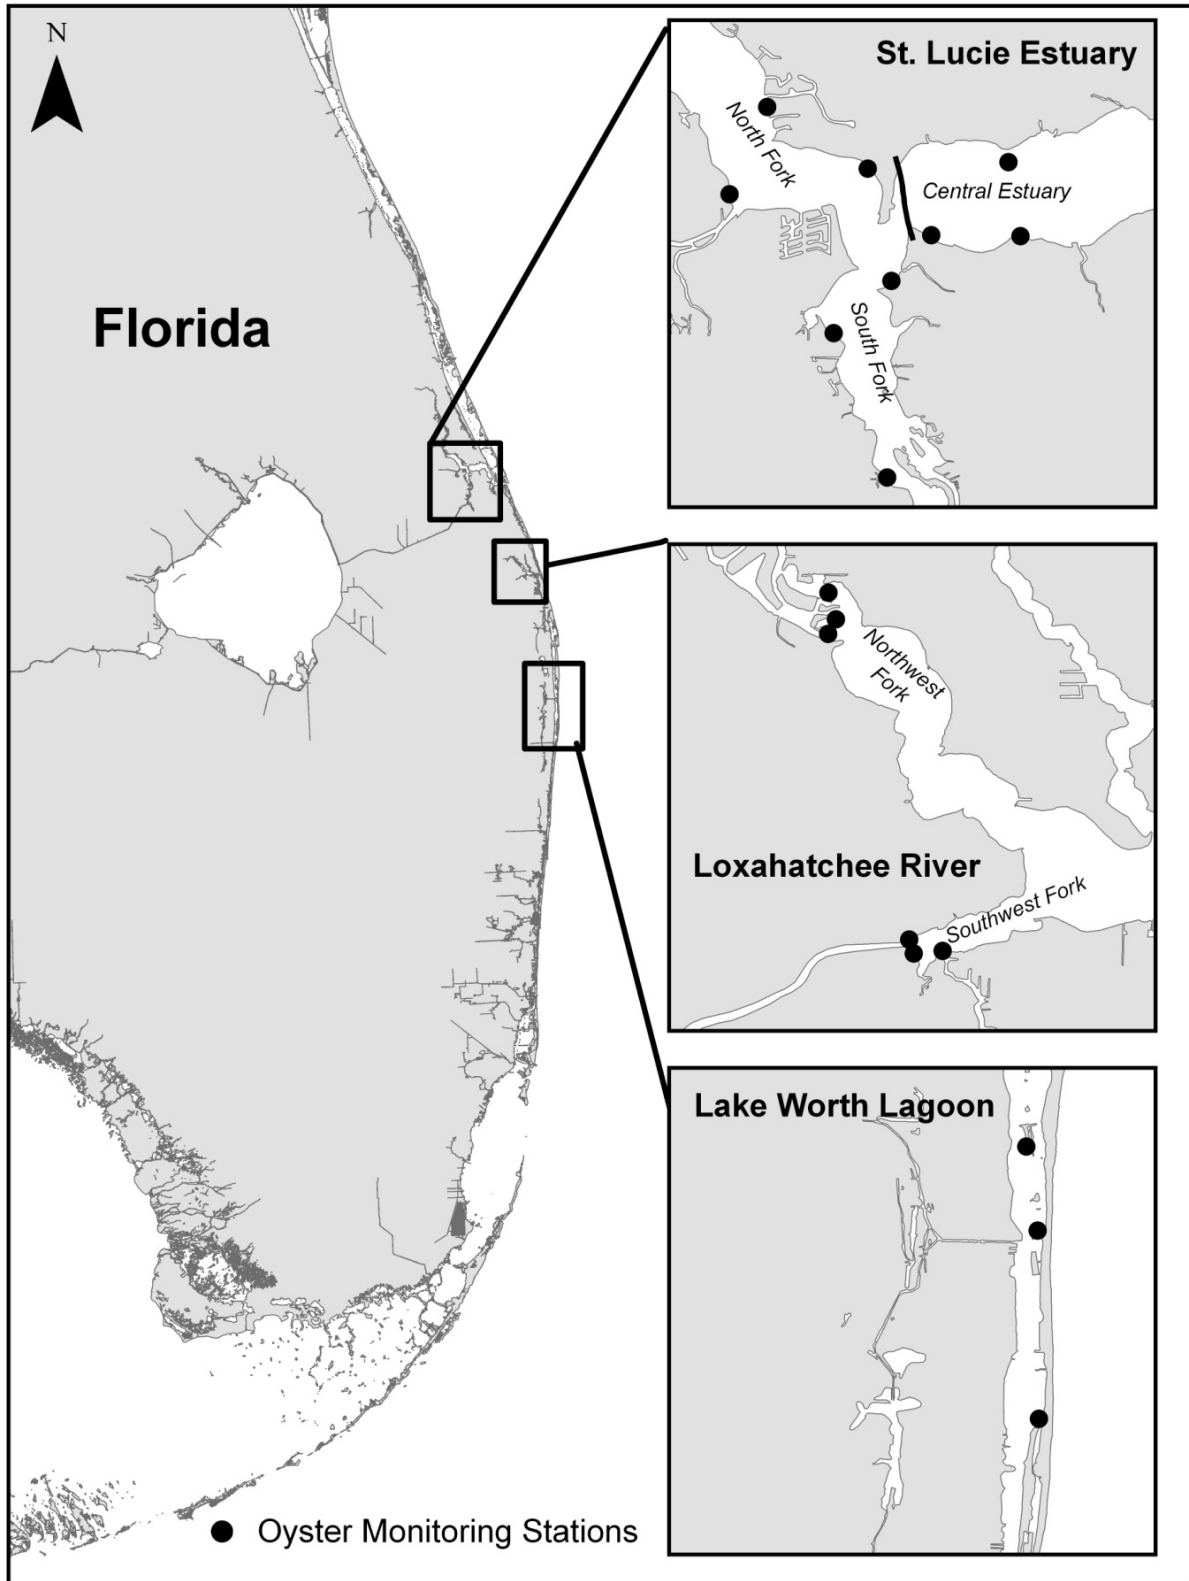 N
Florida
St. Lucie Estuary
North Fork
Central Estuary
South Fork
Northwest
Fork
Loxahatchee River
Southwest Fork
Lake Worth Lagoon
Oyster Monitoring Stations